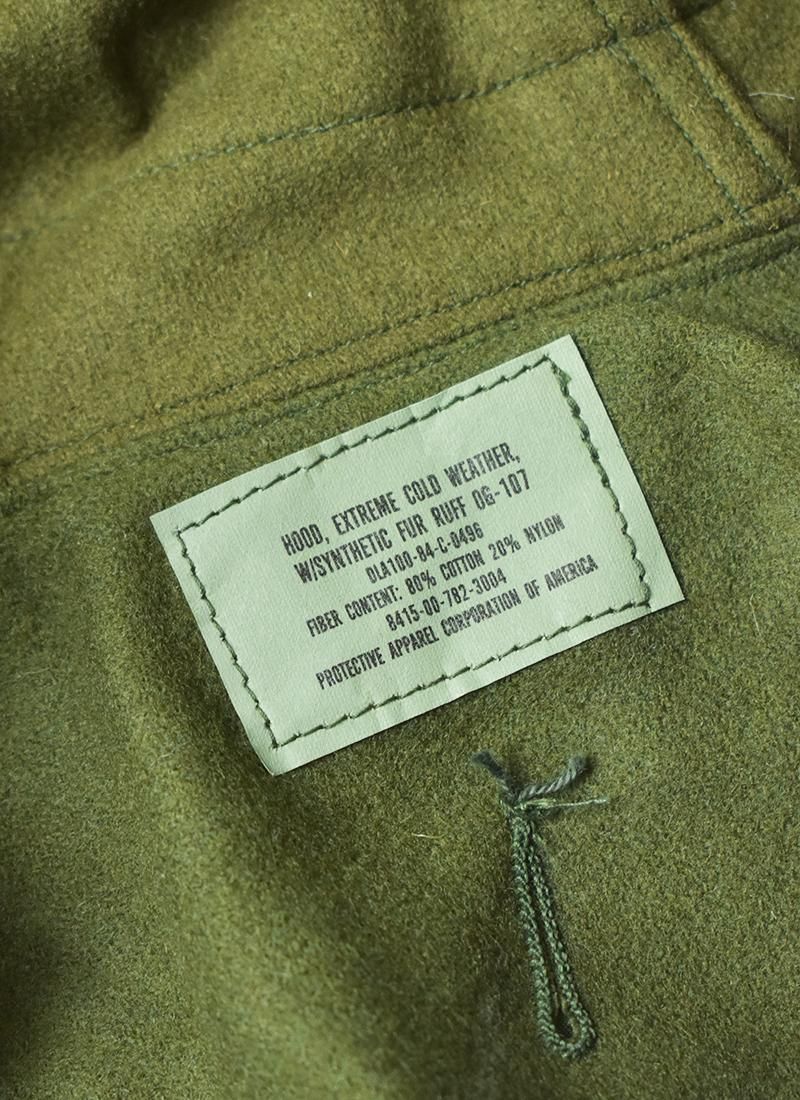 HOOD, EXTREME COLD WEATHER,
W/SYNTHETIC FUR RUFF OG-107
DLA100-84-C-0496
FIBER CONTENT: 80% COTTON 20% NYLON
8415-00-782-3004
PROTECTIVE APPAREL CORPORATION OF AMERICA